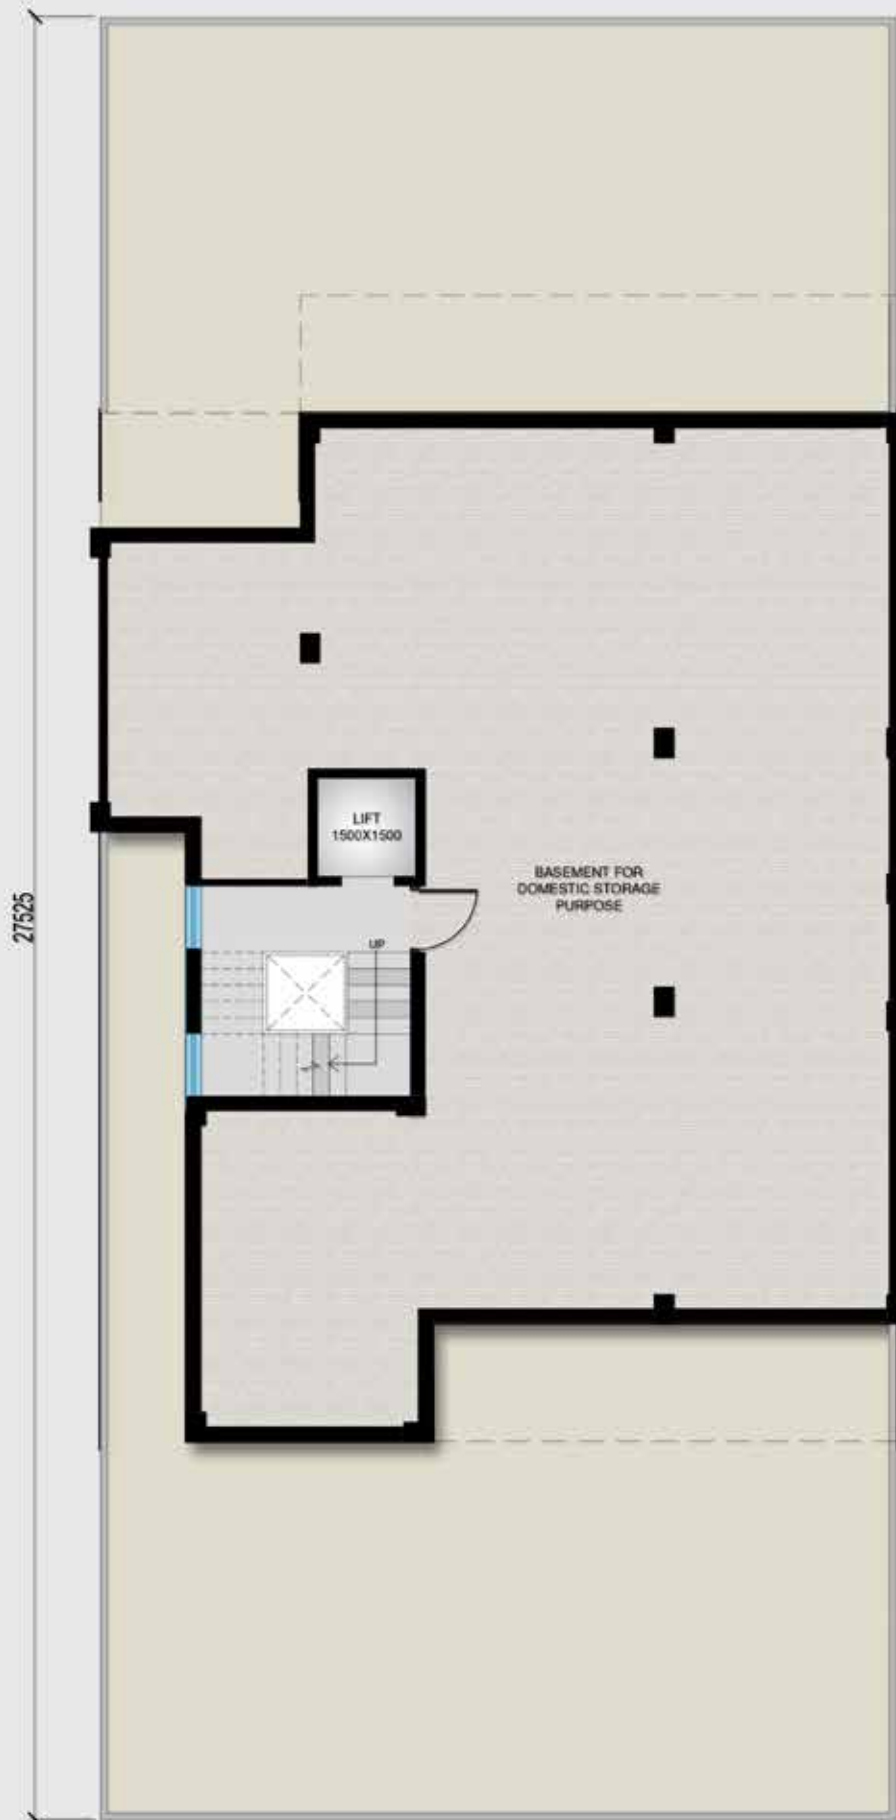 LIFT
1500X1500
BASEMENT FOR
DOMESTIC STORAGE
PURPOSE
27525
UP